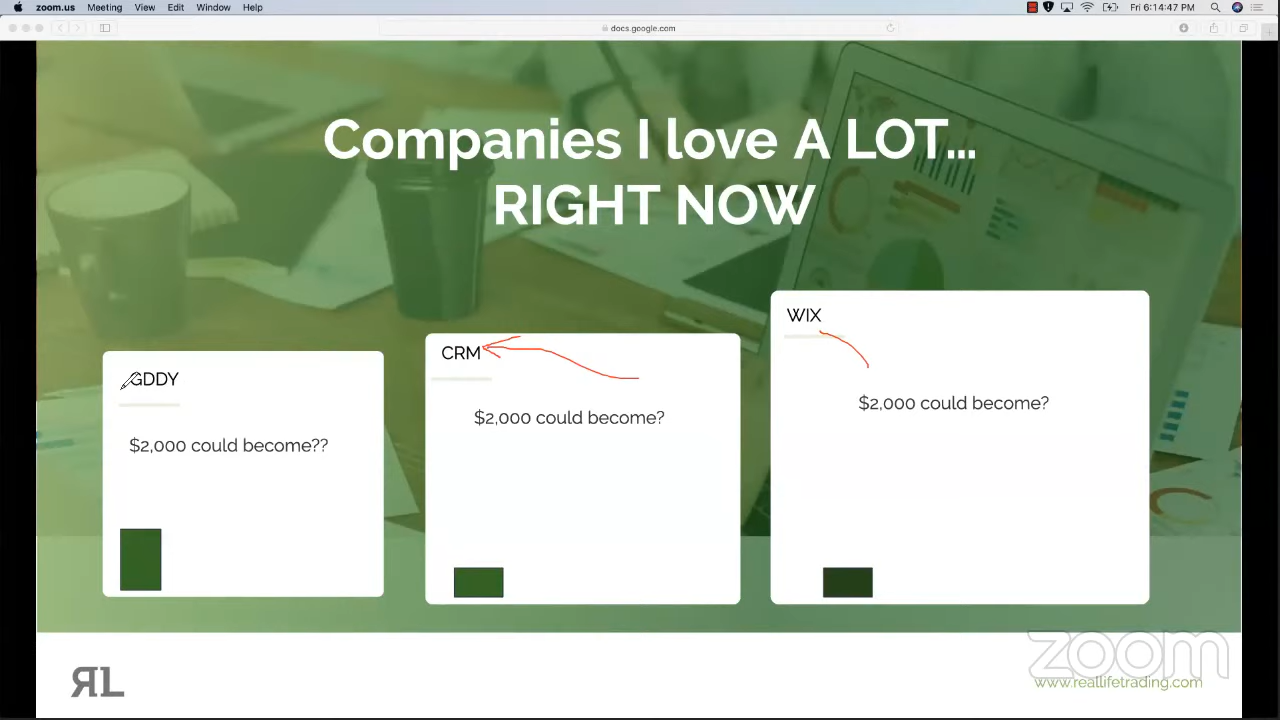 zoom.us Meeting View Edit Window Help Fri 6:14:47 PM
docs.google.com
Companies I love A LOT...
RIGHT NOW
GDDY
$2,000 could become??
CRM
$2,000 could become?
WIX
$2,000 could become?
RL
zoom
www.reallifetrading.com